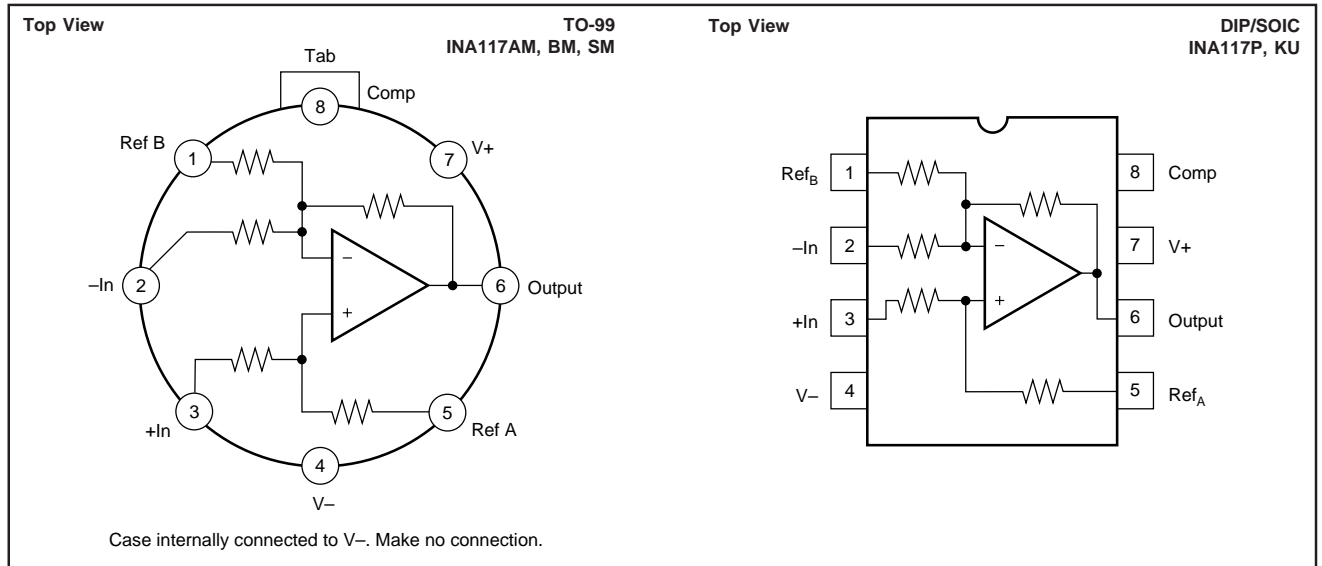 Top View
TO-99
INA117AM, BM, SM
Tab
8
Comp
Ref B
1
7
V+
–In
2
–
+
6
Output
3
+In
5
Ref A
4
V–
Case internally connected to V–. Make no connection.
Top View
DIP/SOIC
INA117P, KU
RefB
1
8
Comp
–In
2
–
7
V+
+In
3
+
6
Output
V–
4
5
RefA